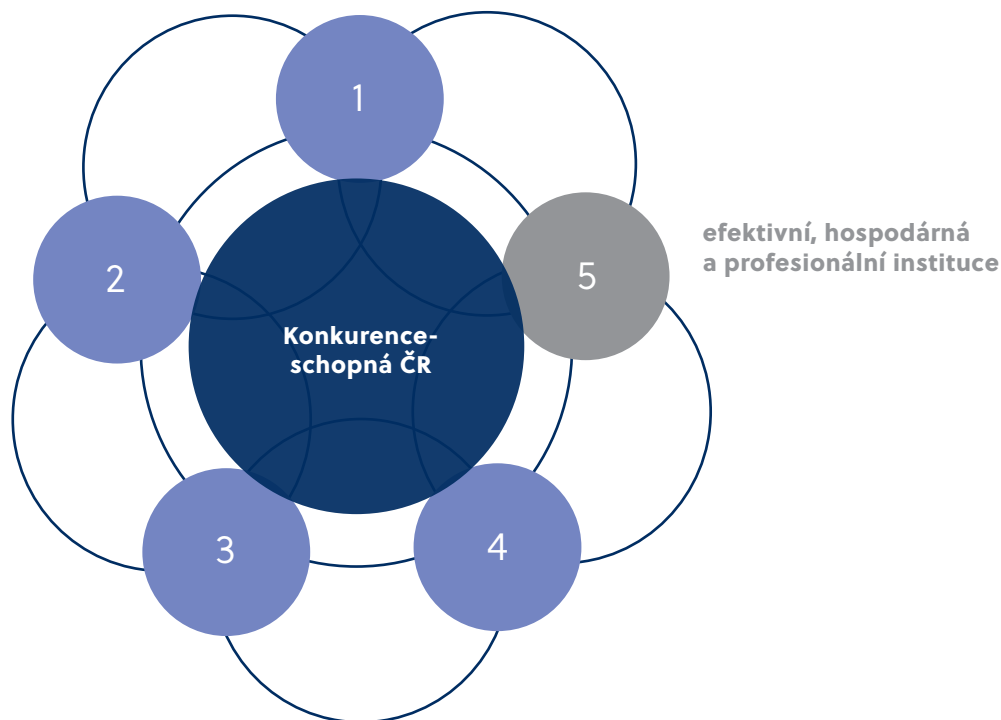 1
2
5
efektivní, hospodárná
a profesionální instituce
Konkurence-
schopná ČR
3
4